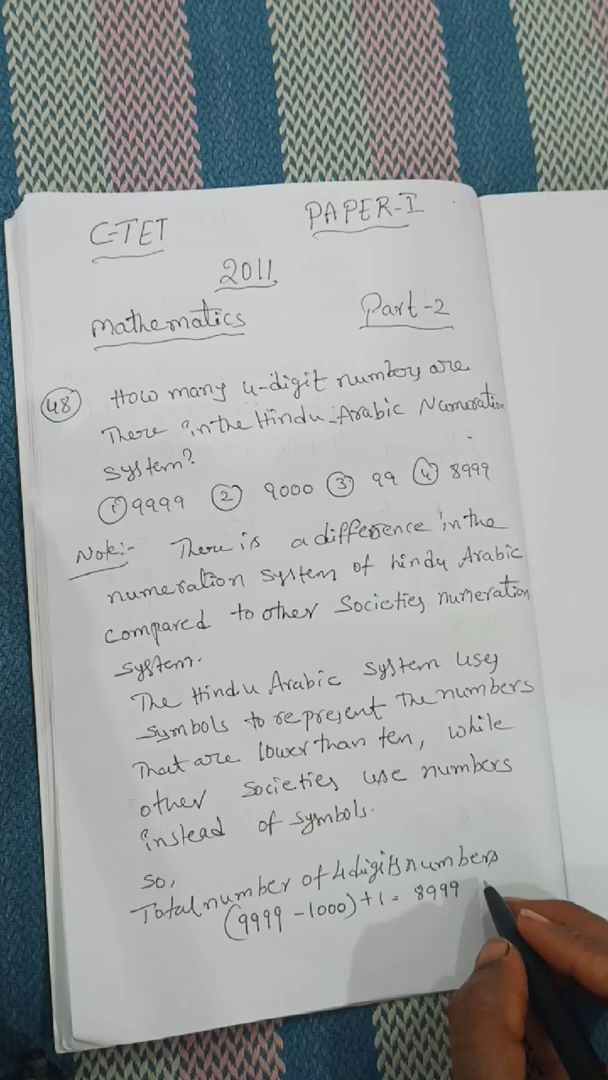 C-TET PAPER-I
2011
Mathematics Part-2
48 How many 4-digit numbers are
There in the Hindu-Arabic Numeration
system?
1 9999 2 9000 3 99 4 8999
Note:- There is a difference in the
numeration system of hindu Arabic
compared to other Societies numeration
system.
The Hindu Arabic system uses
symbols to represent the numbers
That are lower than ten, while
other societies use numbers
instead of symbols.
so,
Total number of 4 digits numbers
(9999 - 1000) + 1 = 8999